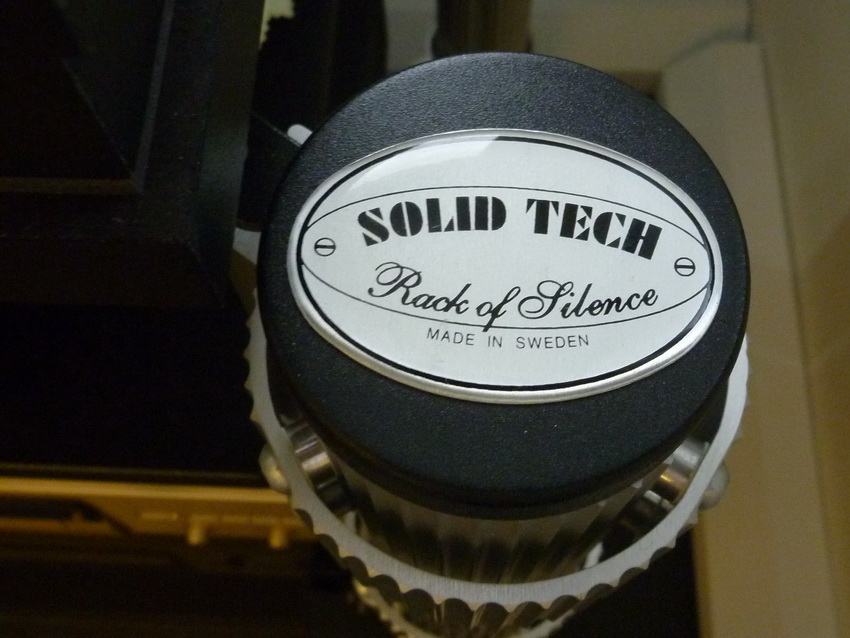 SOLID TECH
Rack of Silence
MADE IN SWEDEN